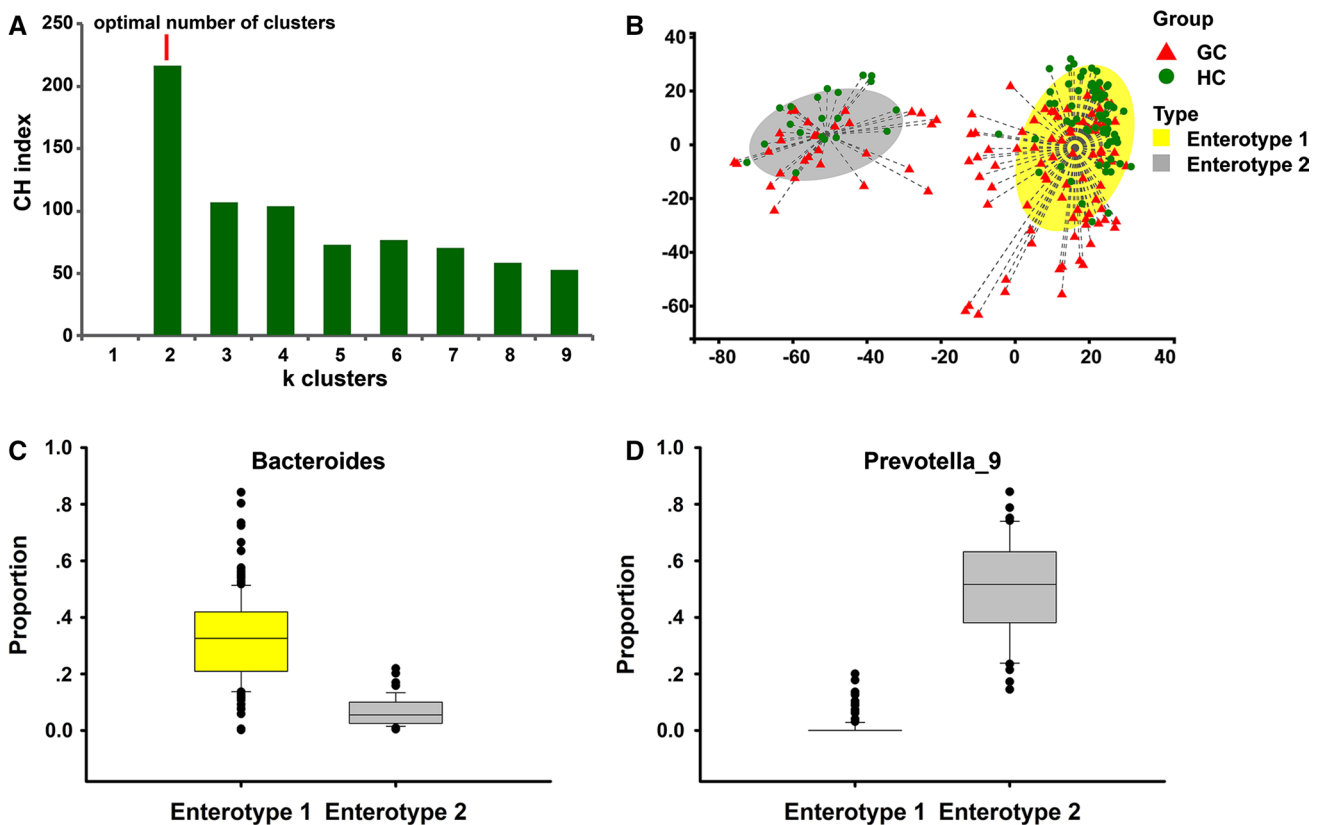 A
optimal number of clusters
250
200
150
100
50
0
CH index
1 2 3 4 5 6 7 8 9
k clusters
B
40
20
0
-20
-40
-60
-80 -60 -40 -20 0 20 40
Group
GC
HC
Type
Enterotype 1
Enterotype 2
C
Bacteroides
1.0
.8
.6
.4
.2
0.0
Proportion
Enterotype 1 Enterotype 2
D
Prevotella_9
1.0
.8
.6
.4
.2
0.0
Proportion
Enterotype 1 Enterotype 2